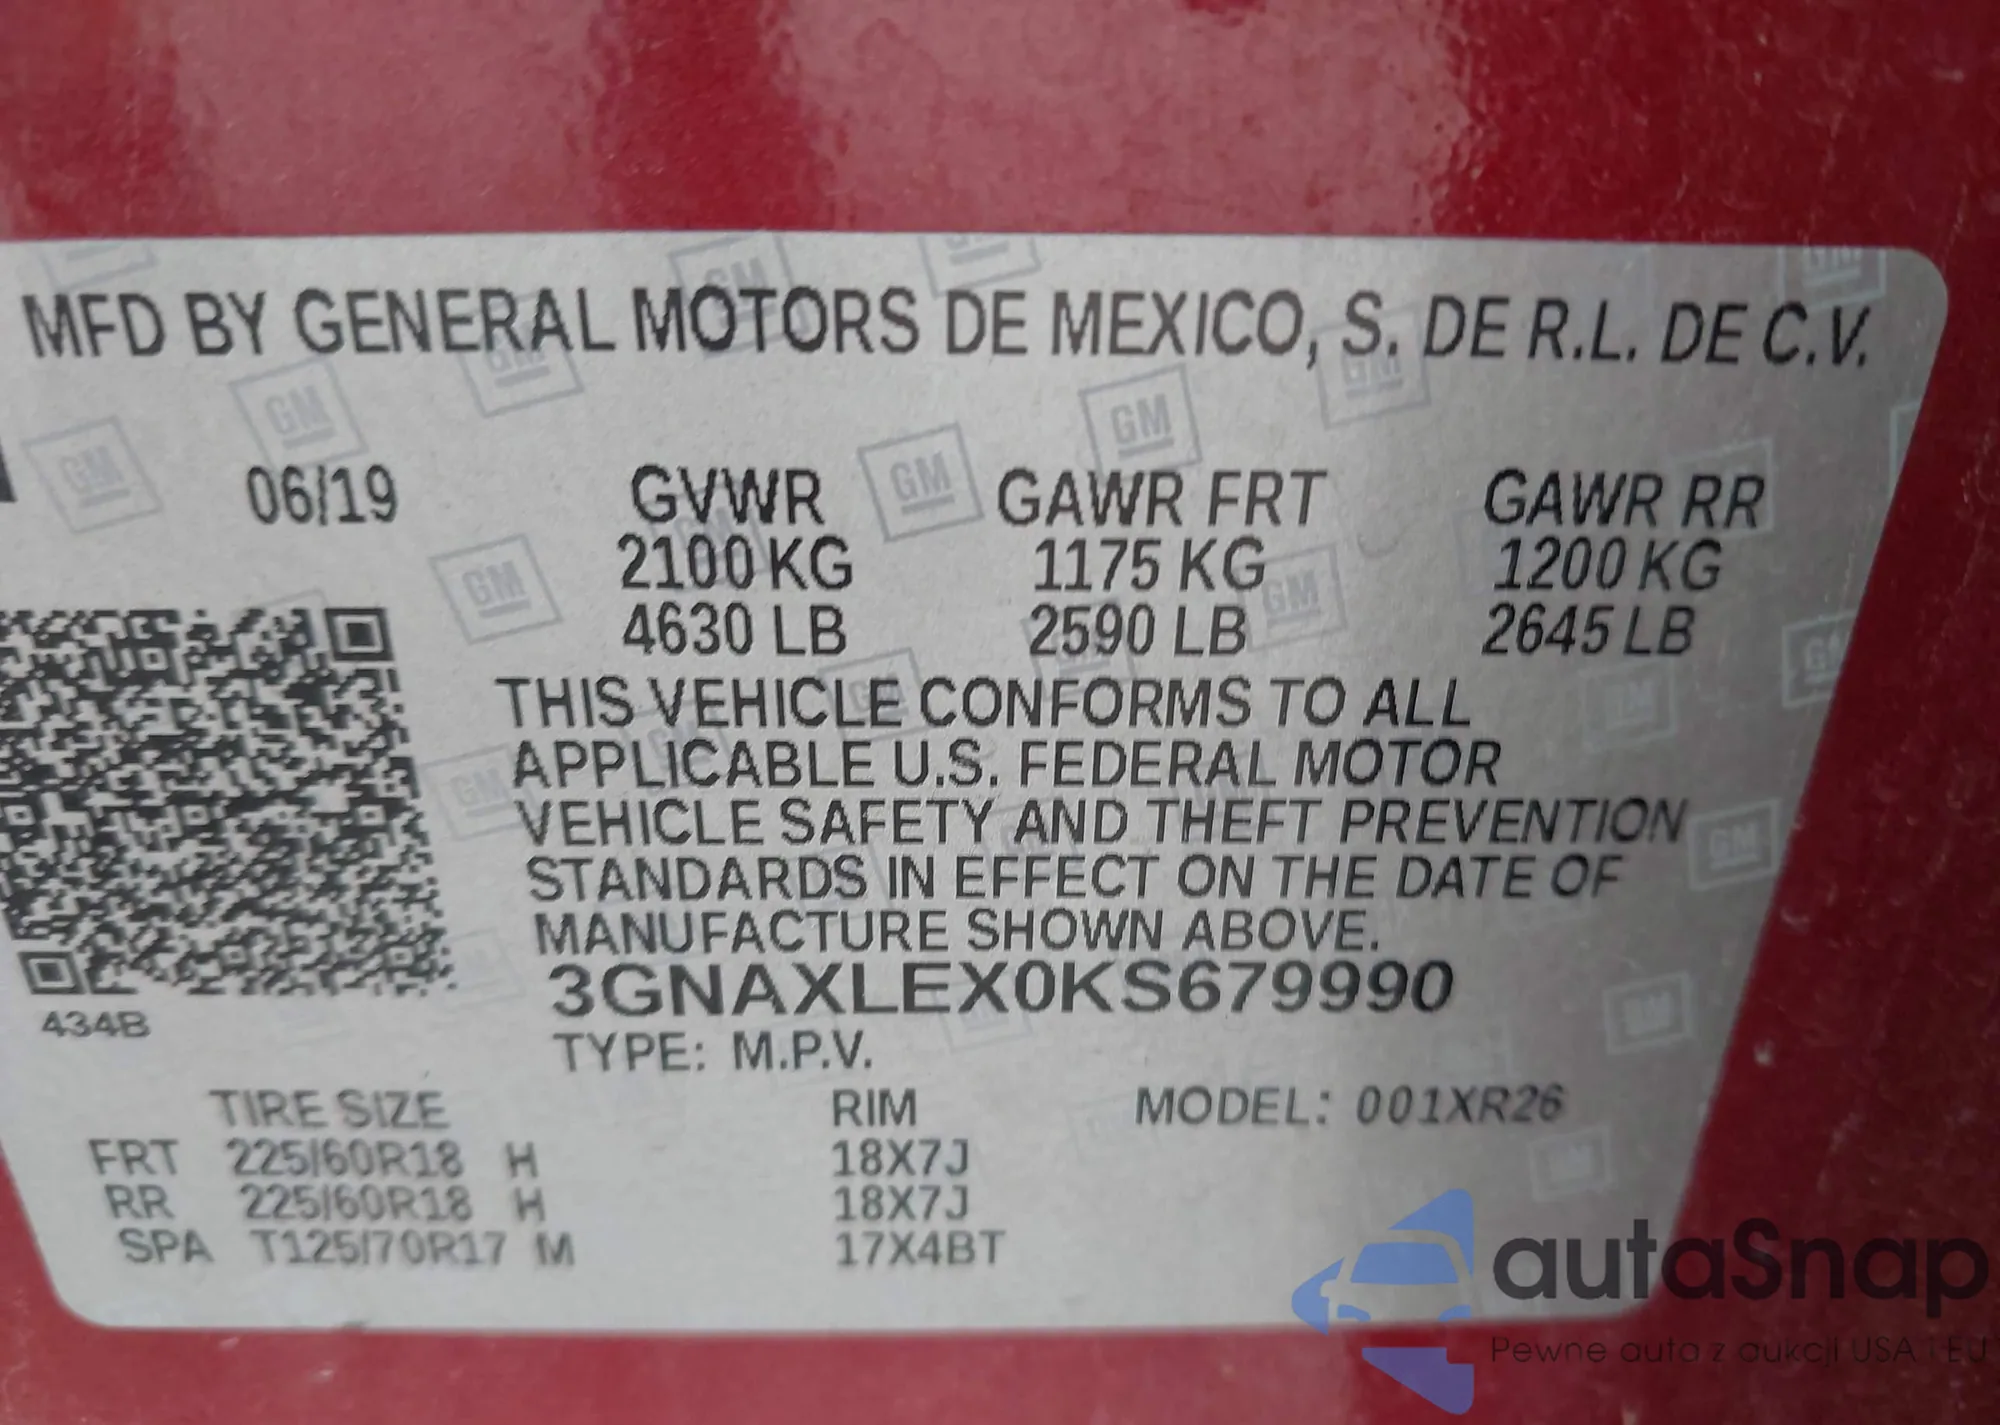 MFD BY GENERAL MOTORS DE MEXICO, S. DE R.L. DE C.V.
06/19 GVWR GAWR FRT GAWR RR
2100 KG 1175 KG 1200 KG
4630 LB 2590 LB 2645 LB
THIS VEHICLE CONFORMS TO ALL
APPLICABLE U.S. FEDERAL MOTOR
VEHICLE SAFETY AND THEFT PREVENTION
STANDARDS IN EFFECT ON THE DATE OF
MANUFACTURE SHOWN ABOVE.
3GNAXLEX0KS679990
434B
TYPE: M.P.V.
TIRE SIZE RIM MODEL: 001XR26
FRT 225/60R18 H 18X7J
RR 225/60R18 H 18X7J
SPA T125/70R17 M 17X4BT
autaSnap
Pewne auta z aukcji USA i EU